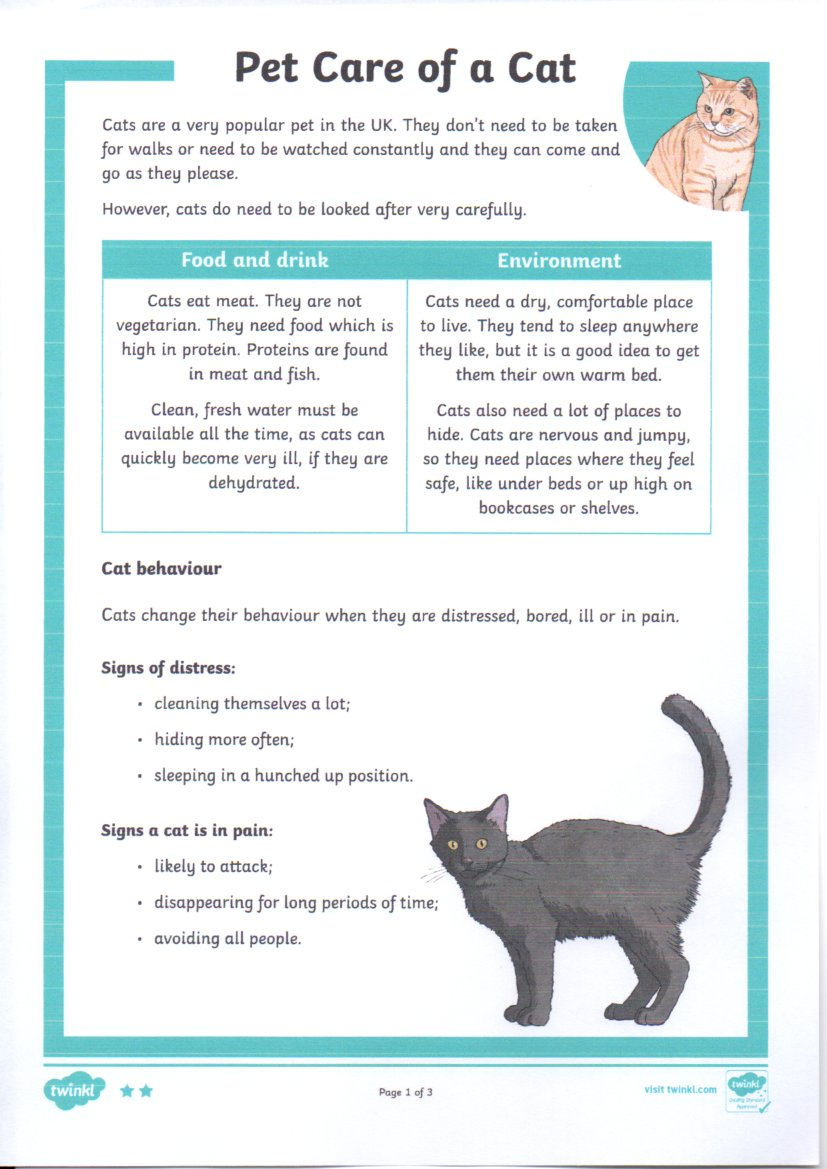 Pet Care of a Cat
Cats are a very popular pet in the UK. They don't need to be taken
for walks or need to be watched constantly and they can come and
go as they please.
However, cats do need to be looked after very carefully.
Food and drink
Cats eat meat. They are not
vegetarian. They need food which is
high in protein. Proteins are found
in meat and fish.
Clean, fresh water must be
available all the time, as cats can
quickly become very ill, if they are
dehydrated.
Environment
Cats need a dry, comfortable place
to live. They tend to sleep anywhere
they like, but it is a good idea to get
them their own warm bed.
Cats also need a lot of places to
hide. Cats are nervous and jumpy,
so they need places where they feel
safe, like under beds or up high on
bookcases or shelves.
Cat behaviour
Cats change their behaviour when they are distressed, bored, ill or in pain.
Signs of distress:
• cleaning themselves a lot;
• hiding more often;
• sleeping in a hunched up position.
Signs a cat is in pain:
• likely to attack;
• disappearing for long periods of time;
• avoiding all people.
twinkl
Page 1 of 3
visit twinkl.com
twinkl
Quality Standard
Approved